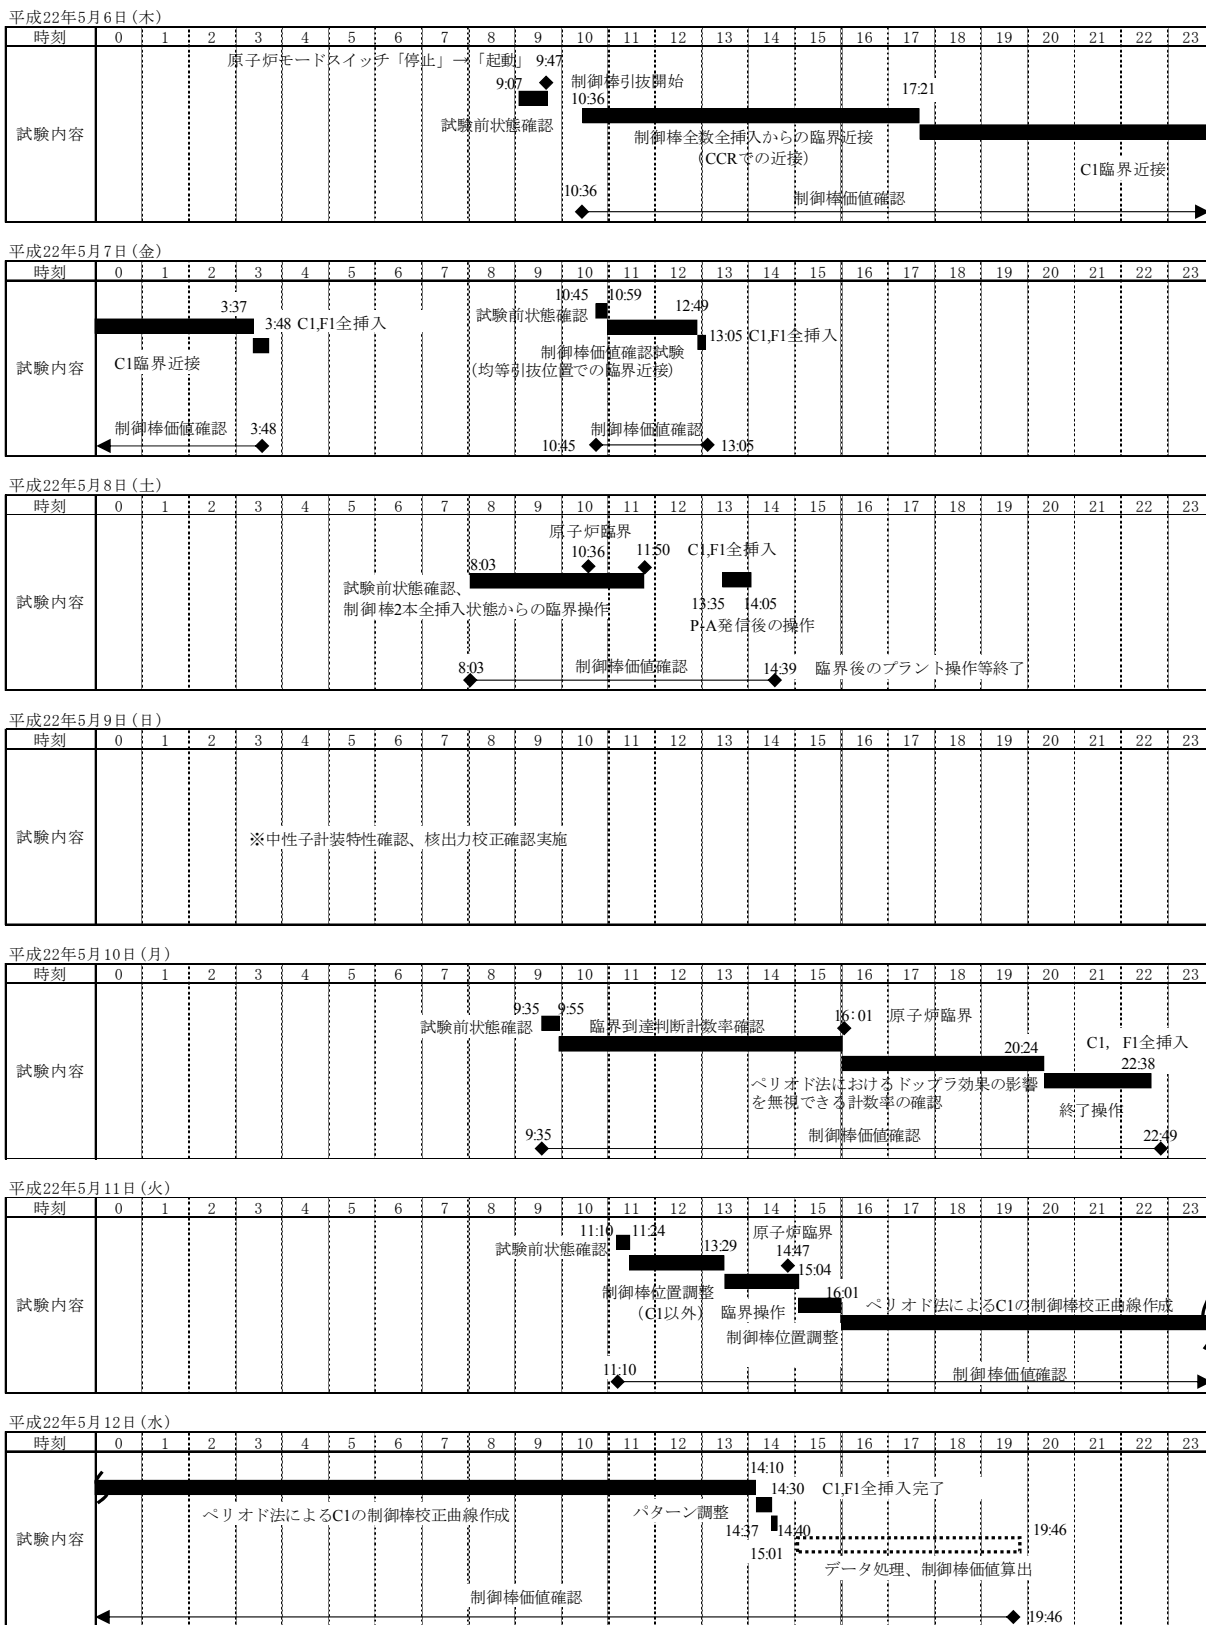 平成22年5月6日(木)
時刻 0 1 2 3 4 5 6 7 8 9 10 11 12 13 14 15 16 17 18 19 20 21 22 23
原子炉モードスイッチ「停止」→「起動」 9:47
9:07 制御棒引抜開始
10:36 17:21
試験前状態確認
試験内容
制御棒全数全挿入からの臨界近接
(CCRでの近接)
C1臨界近接
10:36 制御棒価値確認
平成22年5月7日(金)
時刻 0 1 2 3 4 5 6 7 8 9 10 11 12 13 14 15 16 17 18 19 20 21 22 23
10:45 10:59
3:37 試験前状態確認 12:49
3:48 C1,F1全挿入 13:05 C1,F1全挿入
試験内容
C1臨界近接 制御棒価値確認試験
(均等引抜位置での臨界近接)
制御棒価値確認 3:48 制御棒価値確認
10:45 13:05
平成22年5月8日(土)
時刻 0 1 2 3 4 5 6 7 8 9 10 11 12 13 14 15 16 17 18 19 20 21 22 23
原子炉臨界
8:03 10:36 11:50 C1,F1全挿入
試験内容
試験前状態確認、
制御棒2本全挿入状態からの臨界操作 13:35 14:05
P-A発信後の操作
8:03 制御棒価値確認 14:39 臨界後のプラント操作等終了
平成22年5月9日(日)
時刻 0 1 2 3 4 5 6 7 8 9 10 11 12 13 14 15 16 17 18 19 20 21 22 23
試験内容 ※中性子計装特性確認、核出力校正確認実施
平成22年5月10日(月)
時刻 0 1 2 3 4 5 6 7 8 9 10 11 12 13 14 15 16 17 18 19 20 21 22 23
9:35 9:55 16:01 原子炉臨界
試験前状態確認 臨界到達判断計数率確認
20:24 C1, F1全挿入
22:38
試験内容
ペリオド法におけるドップラ効果の影響
を無視できる計数率の確認
終了操作
9:35 制御棒価値確認 22:49
平成22年5月11日(火)
時刻 0 1 2 3 4 5 6 7 8 9 10 11 12 13 14 15 16 17 18 19 20 21 22 23
11:10 11:24 原子炉臨界
試験前状態確認 13:29 14:47
15:04
試験内容
制御棒位置調整 16:01 ペリオド法によるC1の制御棒校正曲線作成
(C1以外) 臨界操作
制御棒位置調整
11:10 制御棒価値確認
平成22年5月12日(水)
時刻 0 1 2 3 4 5 6 7 8 9 10 11 12 13 14 15 16 17 18 19 20 21 22 23
14:10
14:30 C1,F1全挿入完了
ペリオド法によるC1の制御棒校正曲線作成 パターン調整
試験内容
14:37 14:40 19:46
15:01
データ処理、制御棒価値算出
制御棒価値確認
19:46